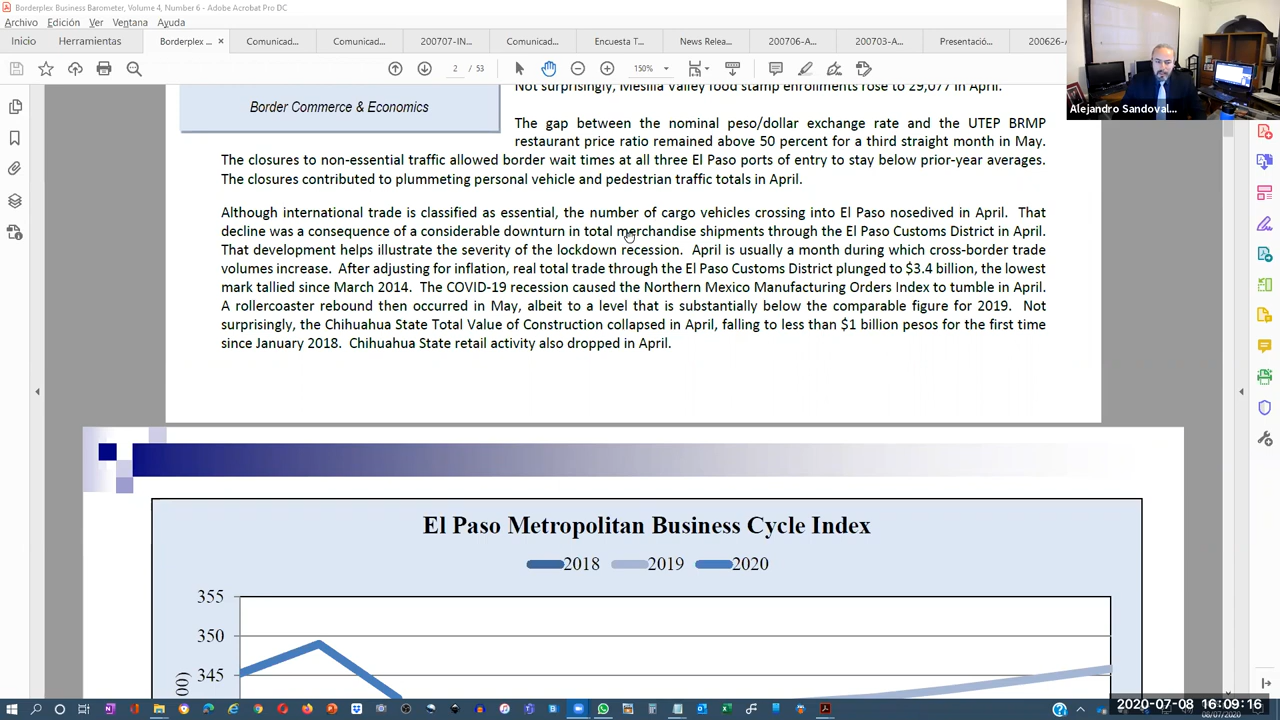 Borderplex Business Barometer, Volume 4, Number 6 - Adobe Acrobat Pro DC
Archivo Edición Ver Ventana Ayuda
Inicio Herramientas Borderplex ... × Comunicad... Comunicad... 200707-IN... Comunicad... Encuesta T... News Relea... 200706-A... 200703-A... Presentació... 200626-
2 / 53 150%
Alejandro Sandoval...
Not surprisingly, Mesilla Valley food stamp enrollments rose to 29,077 in April.
Border Commerce & Economics
The gap between the nominal peso/dollar exchange rate and the UTEP BRMP
restaurant price ratio remained above 50 percent for a third straight month in May.
The closures to non-essential traffic allowed border wait times at all three El Paso ports of entry to stay below prior-year averages.
The closures contributed to plummeting personal vehicle and pedestrian traffic totals in April.
Although international trade is classified as essential, the number of cargo vehicles crossing into El Paso nosedived in April. That
decline was a consequence of a considerable downturn in total merchandise shipments through the El Paso Customs District in April.
That development helps illustrate the severity of the lockdown recession. April is usually a month during which cross-border trade
volumes increase. After adjusting for inflation, real total trade through the El Paso Customs District plunged to $3.4 billion, the lowest
mark tallied since March 2014. The COVID-19 recession caused the Northern Mexico Manufacturing Orders Index to tumble in April.
A rollercoaster rebound then occurred in May, albeit to a level that is substantially below the comparable figure for 2019. Not
surprisingly, the Chihuahua State Total Value of Construction collapsed in April, falling to less than $1 billion pesos for the first time
since January 2018. Chihuahua State retail activity also dropped in April.
El Paso Metropolitan Business Cycle Index
2018 2019 2020
355
350
345
00)
2020-07-08 16:09:16
08/07/2020